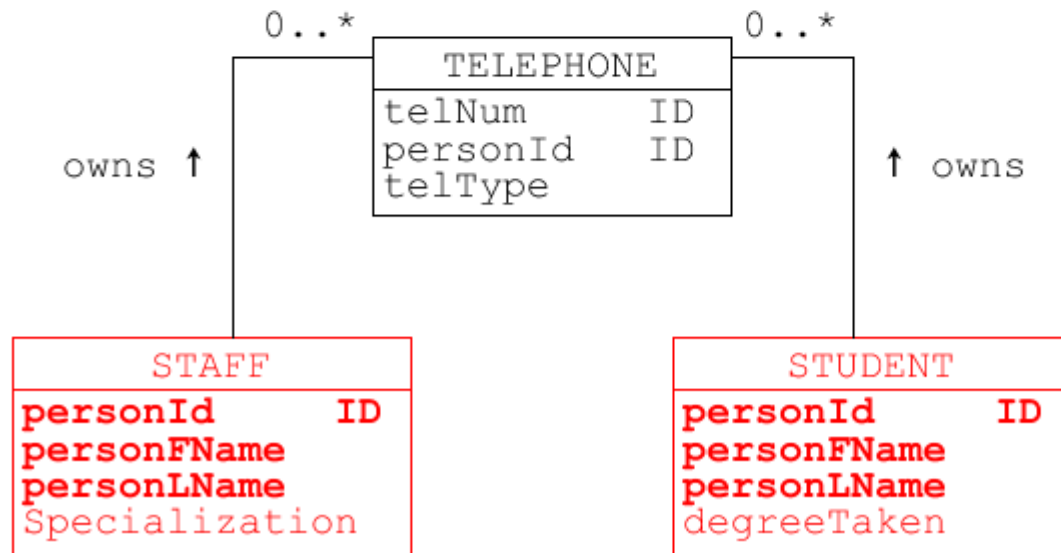 0..*
0..*
TELEPHONE
telNum ID
personId ID
telType
owns ↑
↑ owns
STAFF
personId ID
personFName
personLName
Specialization
STUDENT
personId ID
personFName
personLName
degreeTaken